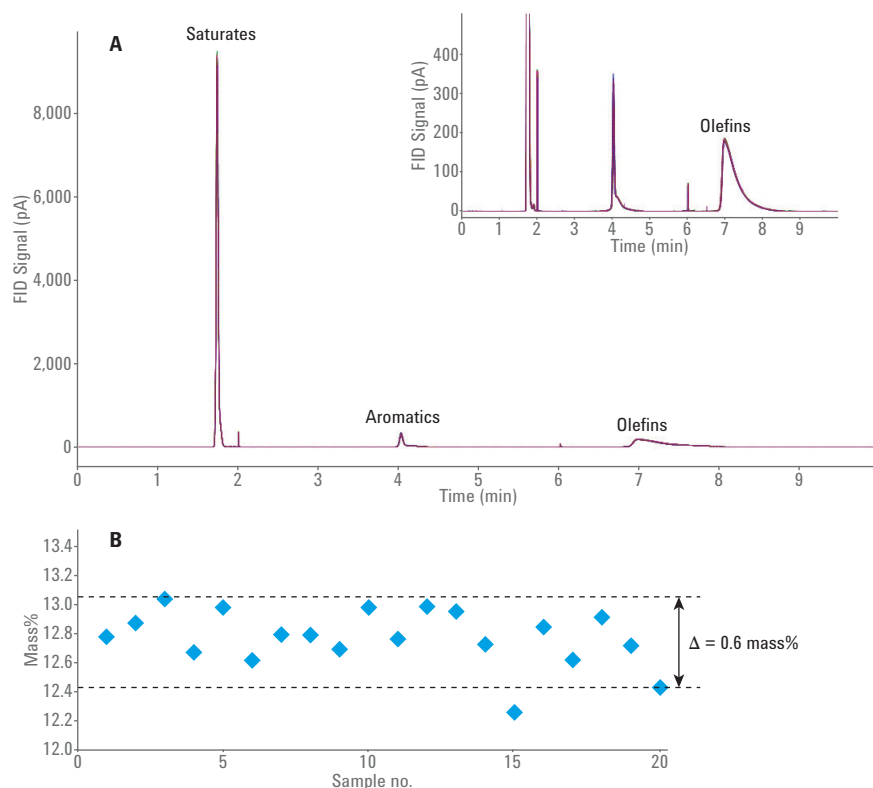 A
Saturates
FID Signal (pA)
8,000
6,000
4,000
2,000
0
Aromatics
Olefins
0 1 2 3 4 5 6 7 8 9
Time (min)
FID Signal (pA)
400
300
200
100
0
Olefins
0 1 2 3 4 5 6 7 8 9
Time (min)
B
Mass%
13.4
13.2
13.0
12.8
12.6
12.4
12.2
12.0
Δ = 0.6 mass%
0 5 10 15 20
Sample no.